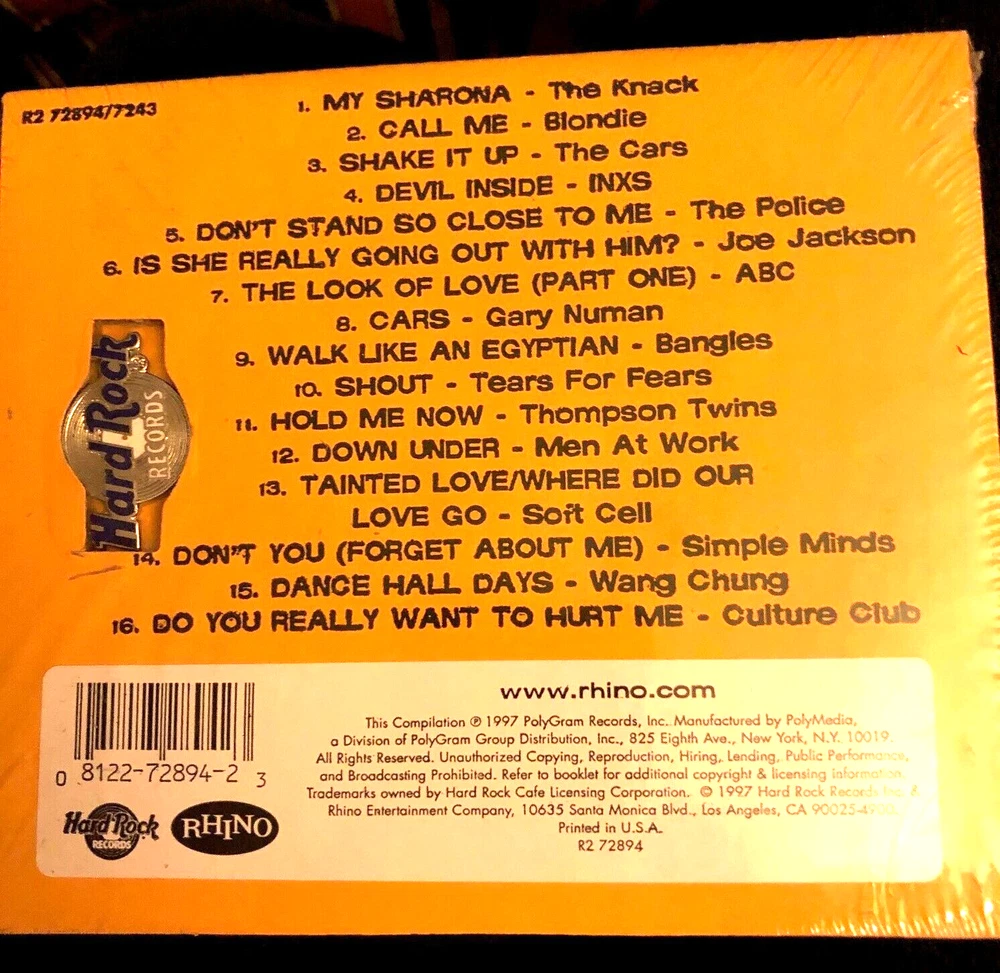 R2 72894/7243
1. MY SHARONA - The Knack
2. CALL ME - Blondie
3. SHAKE IT UP - The Cars
4. DEVIL INSIDE - INXS
5. DON'T STAND SO CLOSE TO ME - The Police
6. IS SHE REALLY GOING OUT WITH HIM? - Joe Jackson
7. THE LOOK OF LOVE (PART ONE) - ABC
8. CARS - Gary Numan
9. WALK LIKE AN EGYPTIAN - Bangles
10. SHOUT - Tears For Fears
11. HOLD ME NOW - Thompson Twins
12. DOWN UNDER - Men At Work
13. TAINTED LOVE/WHERE DID OUR
LOVE GO - Soft Cell
14. DON"T YOU (FORGET ABOUT ME) - Simple Minds
15. DANCE HALL DAYS - Wang Chung
16. DO YOU REALLY WANT TO HURT ME - Culture Club
Hard Rock
RECORDS
www.rhino.com
This Compilation ℗ 1997 PolyGram Records, Inc. Manufactured by PolyMedia,
a Division of PolyGram Group Distribution, Inc., 825 Eighth Ave., New York, N.Y. 10019.
All Rights Reserved. Unauthorized Copying, Reproduction, Hiring, Lending, Public Performance,
and Broadcasting Prohibited. Refer to booklet for additional copyright & licensing information.
Trademarks owned by Hard Rock Cafe Licensing Corporation. © 1997 Hard Rock Records Inc. &
Rhino Entertainment Company, 10635 Santa Monica Blvd., Los Angeles, CA
Printed in U.S.A.
R2 72894
0 8122-72894-2 3
Hard Rock
RECORDS
RHINO